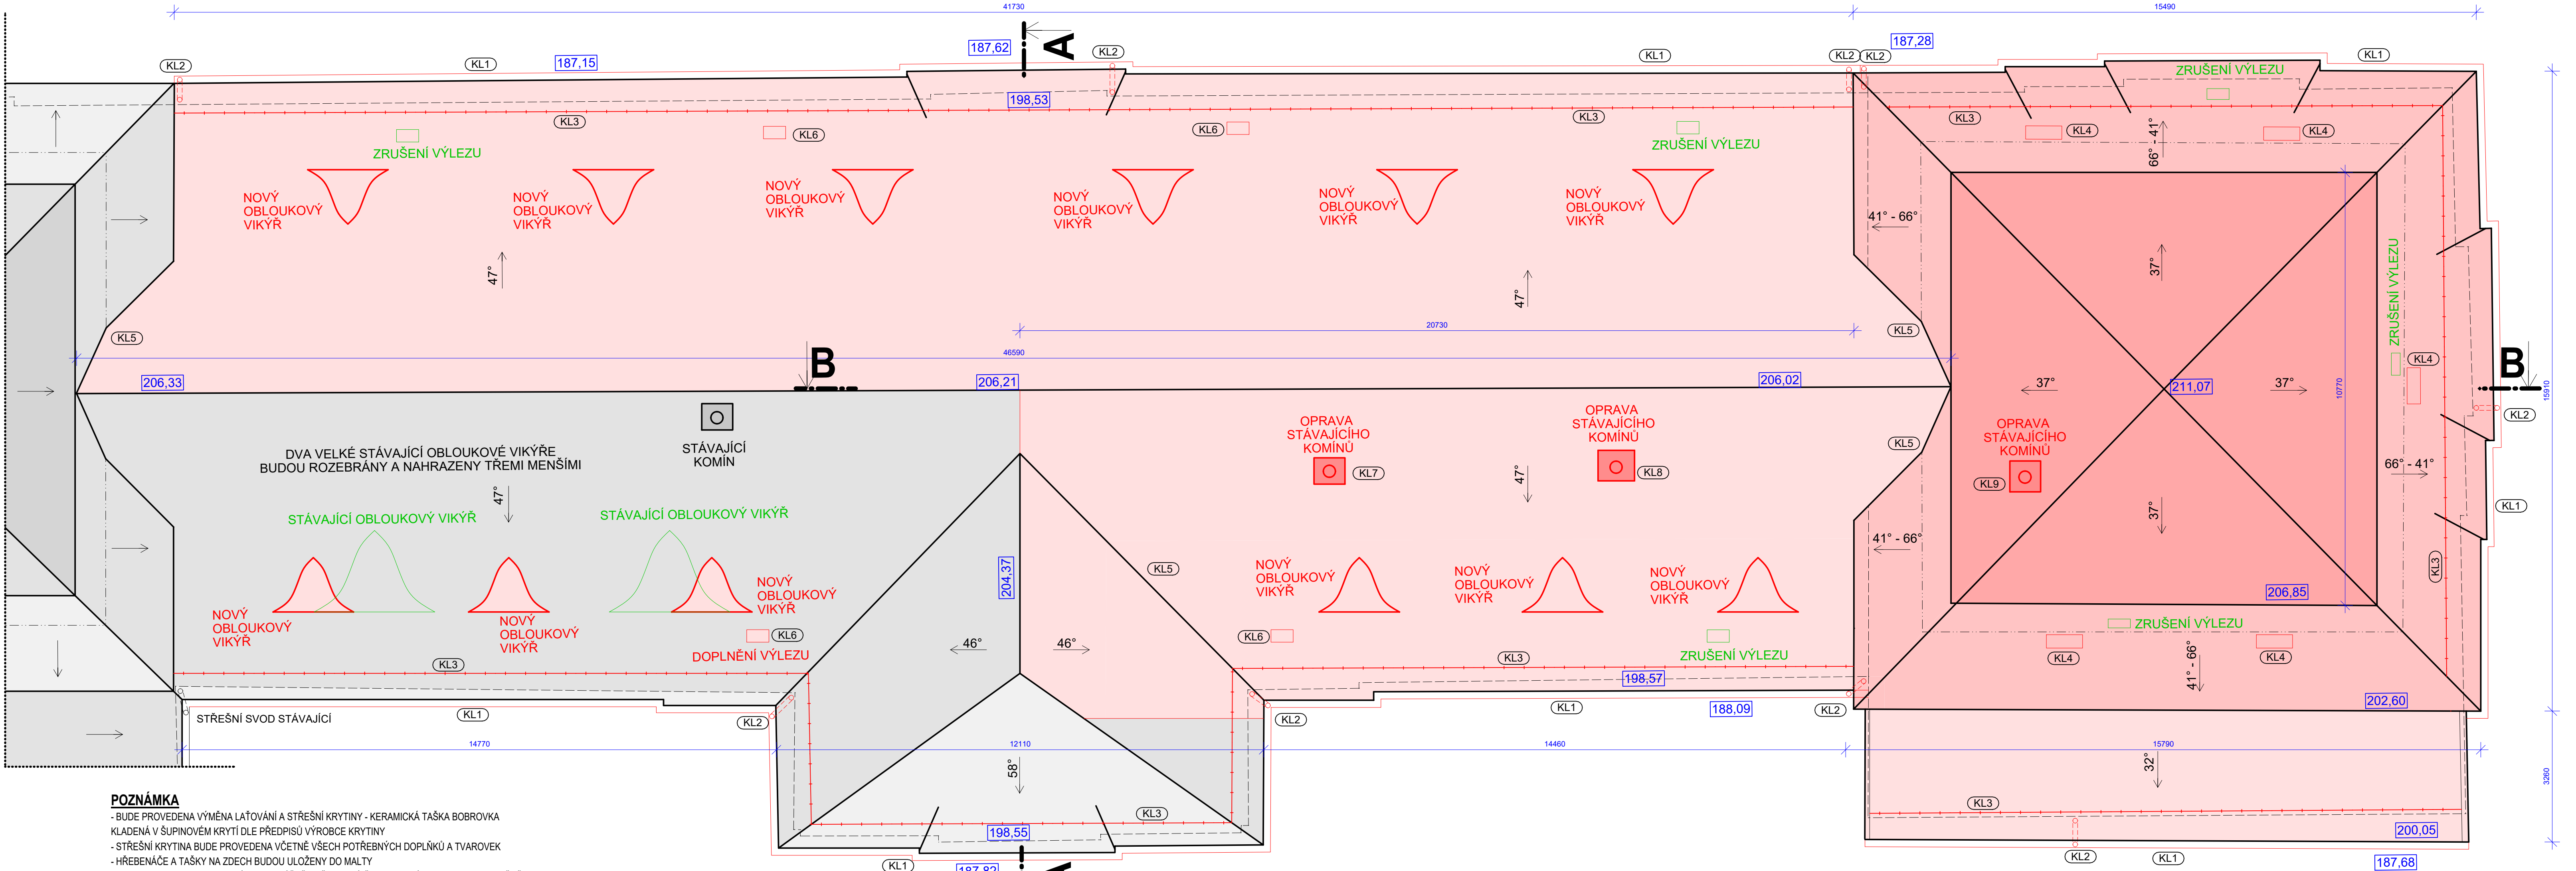 41730
15490
187,62
A
KL2
187,28
KL2
KL1
187,15
KL1
KL2
KL2
KL1
ZRUŠENÍ VÝLEZU
198,53
KL3
KL6
KL6
KL3
KL3
KL4
KL4
ZRUŠENÍ VÝLEZU
ZRUŠENÍ VÝLEZU
66° - 41°
NOVÝ
OBLOUKOVÝ
VIKÝŘ
NOVÝ
OBLOUKOVÝ
VIKÝŘ
NOVÝ
OBLOUKOVÝ
VIKÝŘ
NOVÝ
OBLOUKOVÝ
VIKÝŘ
NOVÝ
OBLOUKOVÝ
VIKÝŘ
NOVÝ
OBLOUKOVÝ
VIKÝŘ
41° - 66°
47°
47°
37°
ZRUŠENÍ VÝLEZU
KL5
20730
KL5
46590
KL4
B
B
206,33
206,21
206,02
37°
211,07
37°
10770
15910
KL2
STÁVAJÍCÍ
KOMÍN
OPRAVA
STÁVAJÍCÍHO
KOMÍNŮ
KL7
OPRAVA
STÁVAJÍCÍHO
KOMÍNŮ
KL8
KL5
OPRAVA
STÁVAJÍCÍHO
KOMÍNŮ
KL9
DVA VELKÉ STÁVAJÍCÍ OBLOUKOVÉ VIKÝŘE
BUDOU ROZEBRÁNY A NAHRAZENY TŘEMI MENŠÍMI
47°
47°
66° - 41°
KL1
STÁVAJÍCÍ OBLOUKOVÝ VIKÝŘ
STÁVAJÍCÍ OBLOUKOVÝ VIKÝŘ
37°
41° - 66°
204,37
KL5
KL3
NOVÝ
OBLOUKOVÝ
VIKÝŘ
NOVÝ
OBLOUKOVÝ
VIKÝŘ
NOVÝ
OBLOUKOVÝ
VIKÝŘ
NOVÝ
OBLOUKOVÝ
VIKÝŘ
NOVÝ
OBLOUKOVÝ
VIKÝŘ
NOVÝ
OBLOUKOVÝ
VIKÝŘ
206,85
KL6
DOPLNĚNÍ VÝLEZU
46°
46°
KL6
ZRUŠENÍ VÝLEZU
ZRUŠENÍ VÝLEZU
KL4
KL4
41° - 66°
KL3
KL3
198,57
202,60
STŘEŠNÍ SVOD STÁVAJÍCÍ
KL1
KL2
KL2
KL1
188,09
KL2
14770
12110
14460
15790
58°
32°
3260
POZNÁMKA
- BUDE PROVEDENA VÝMĚNA LAŤOVÁNÍ A STŘEŠNÍ KRYTINY - KERAMICKÁ TAŠKA BOBROVKA
KLADENÁ V ŠUPINOVÉM KRYTÍ DLE PŘEDPISŮ VÝROBCE KRYTINY
- STŘEŠNÍ KRYTINA BUDE PROVEDENA VČETNĚ VŠECH POTŘEBNÝCH DOPLŇKŮ A TVAROVEK
- HŘEBENÁČE A TAŠKY NA ZDECH BUDOU ULOŽENY DO MALTY
KL3
KL3
198,55
200,05
KL1
187,82
A
KL2
KL1
187,68